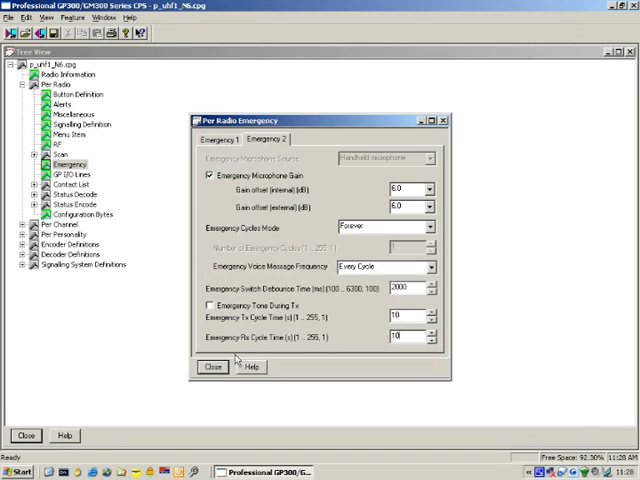 Professional GP300/GM300 Series CPS - p_uhf1_N6.cpg
File Edit View Feature Window Help
Tree View
p_uhf1_N6.cpg
Radio Information
Per Radio
Button Definition
Alerts
Miscellaneous
Signalling Definition
Menu Item
RF
Scan
Emergency
GP I/O Lines
Contact List
Status Decode
Status Encode
Configuration Bytes
Per Channel
Per Personality
Encoder Definitions
Decoder Definitions
Signalling System Definitions
Per Radio Emergency
Emergency 1 Emergency 2
Emergency Microphone Source Handheld microphone
Emergency Microphone Gain
Gain offset (internal) (dB) 6.0
Gain offset (external) (dB) 6.0
Emergency Cycles Mode Forever
Number of Emergency Cycles (1 .. 255, 1) 1
Emergency Voice Message Frequency Every Cycle
Emergency Switch Debounce Time (ms) (100 .. 6300, 100) 2000
Emergency Tone During Tx
Emergency Tx Cycle Time (s) (1 .. 255, 1) 10
Emergency Rx Cycle Time (s) (1 .. 255, 1) 10
Close Help
Close Help
Ready Free Space: 92.30% 11:28 AM
Start Professional GP300/G... 11:28